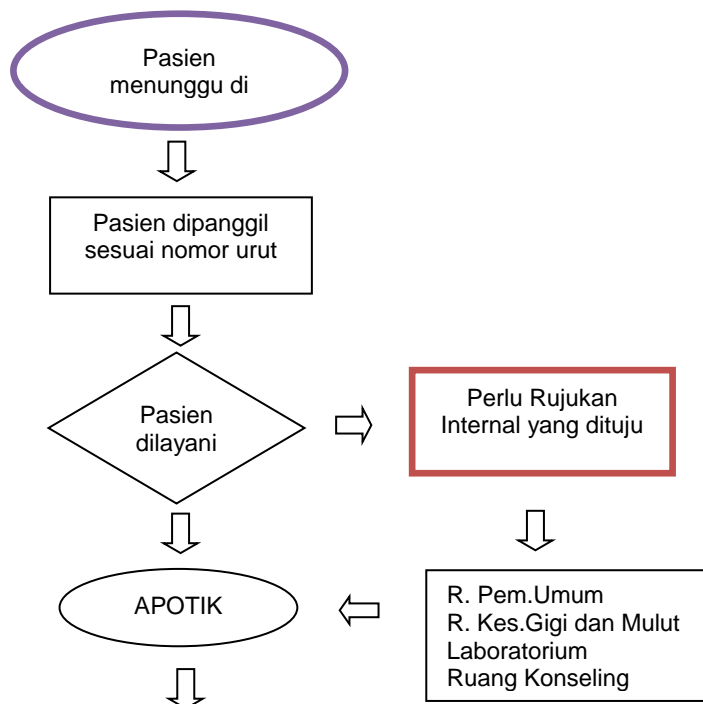 Pasien
menunggu di
Pasien dipanggil
sesuai nomor urut
Pasien
dilayani
Perlu Rujukan
Internal yang dituju
APOTIK
R. Pem.Umum
R. Kes.Gigi dan Mulut
Laboratorium
Ruang Konseling